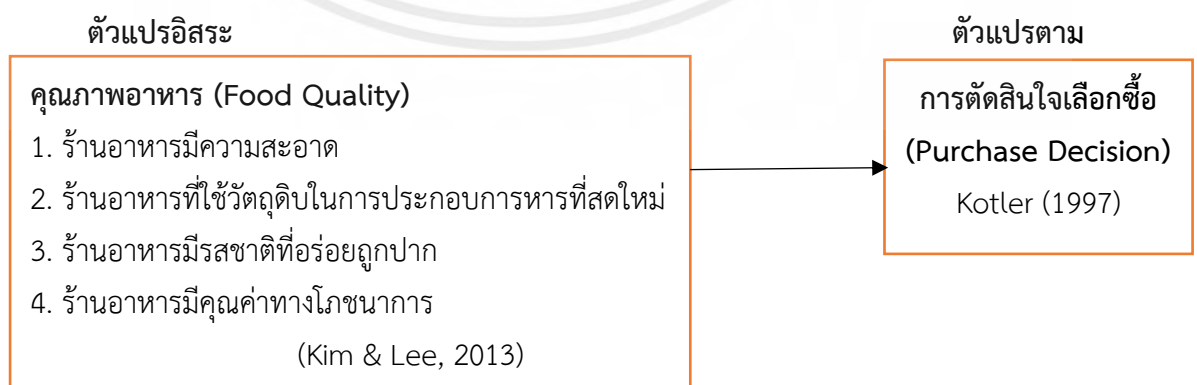 ตัวแปรอิสระ
ตัวแปรตาม
คุณภาพอาหาร (Food Quality)
1. ร้านอาหารมีความสะอาด
2. ร้านอาหารที่ใช้วัตถุดิบในการประกอบการหารที่สดใหม่
3. ร้านอาหารมีรสชาติที่อร่อยถูกปาก
4. ร้านอาหารมีคุณค่าทางโภชนาการ
(Kim & Lee, 2013)
การตัดสินใจเลือกซื้อ
(Purchase Decision)
Kotler (1997)